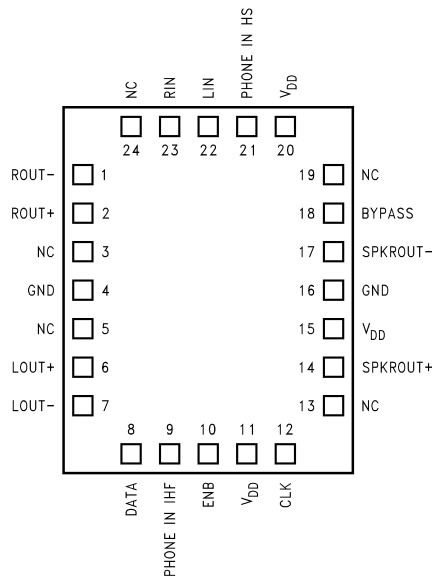 NC RIN LIN PHONE IN HS VDD
24 23 22 21 20
ROUT- 1 19 NC
ROUT+ 2 18 BYPASS
NC 3 17 SPKROUT-
GND 4 16 GND
NC 5 15 VDD
LOUT+ 6 14 SPKROUT+
LOUT- 7 13 NC
8 9 10 11 12
DATA PHONE IN IHF ENB VDD CLK